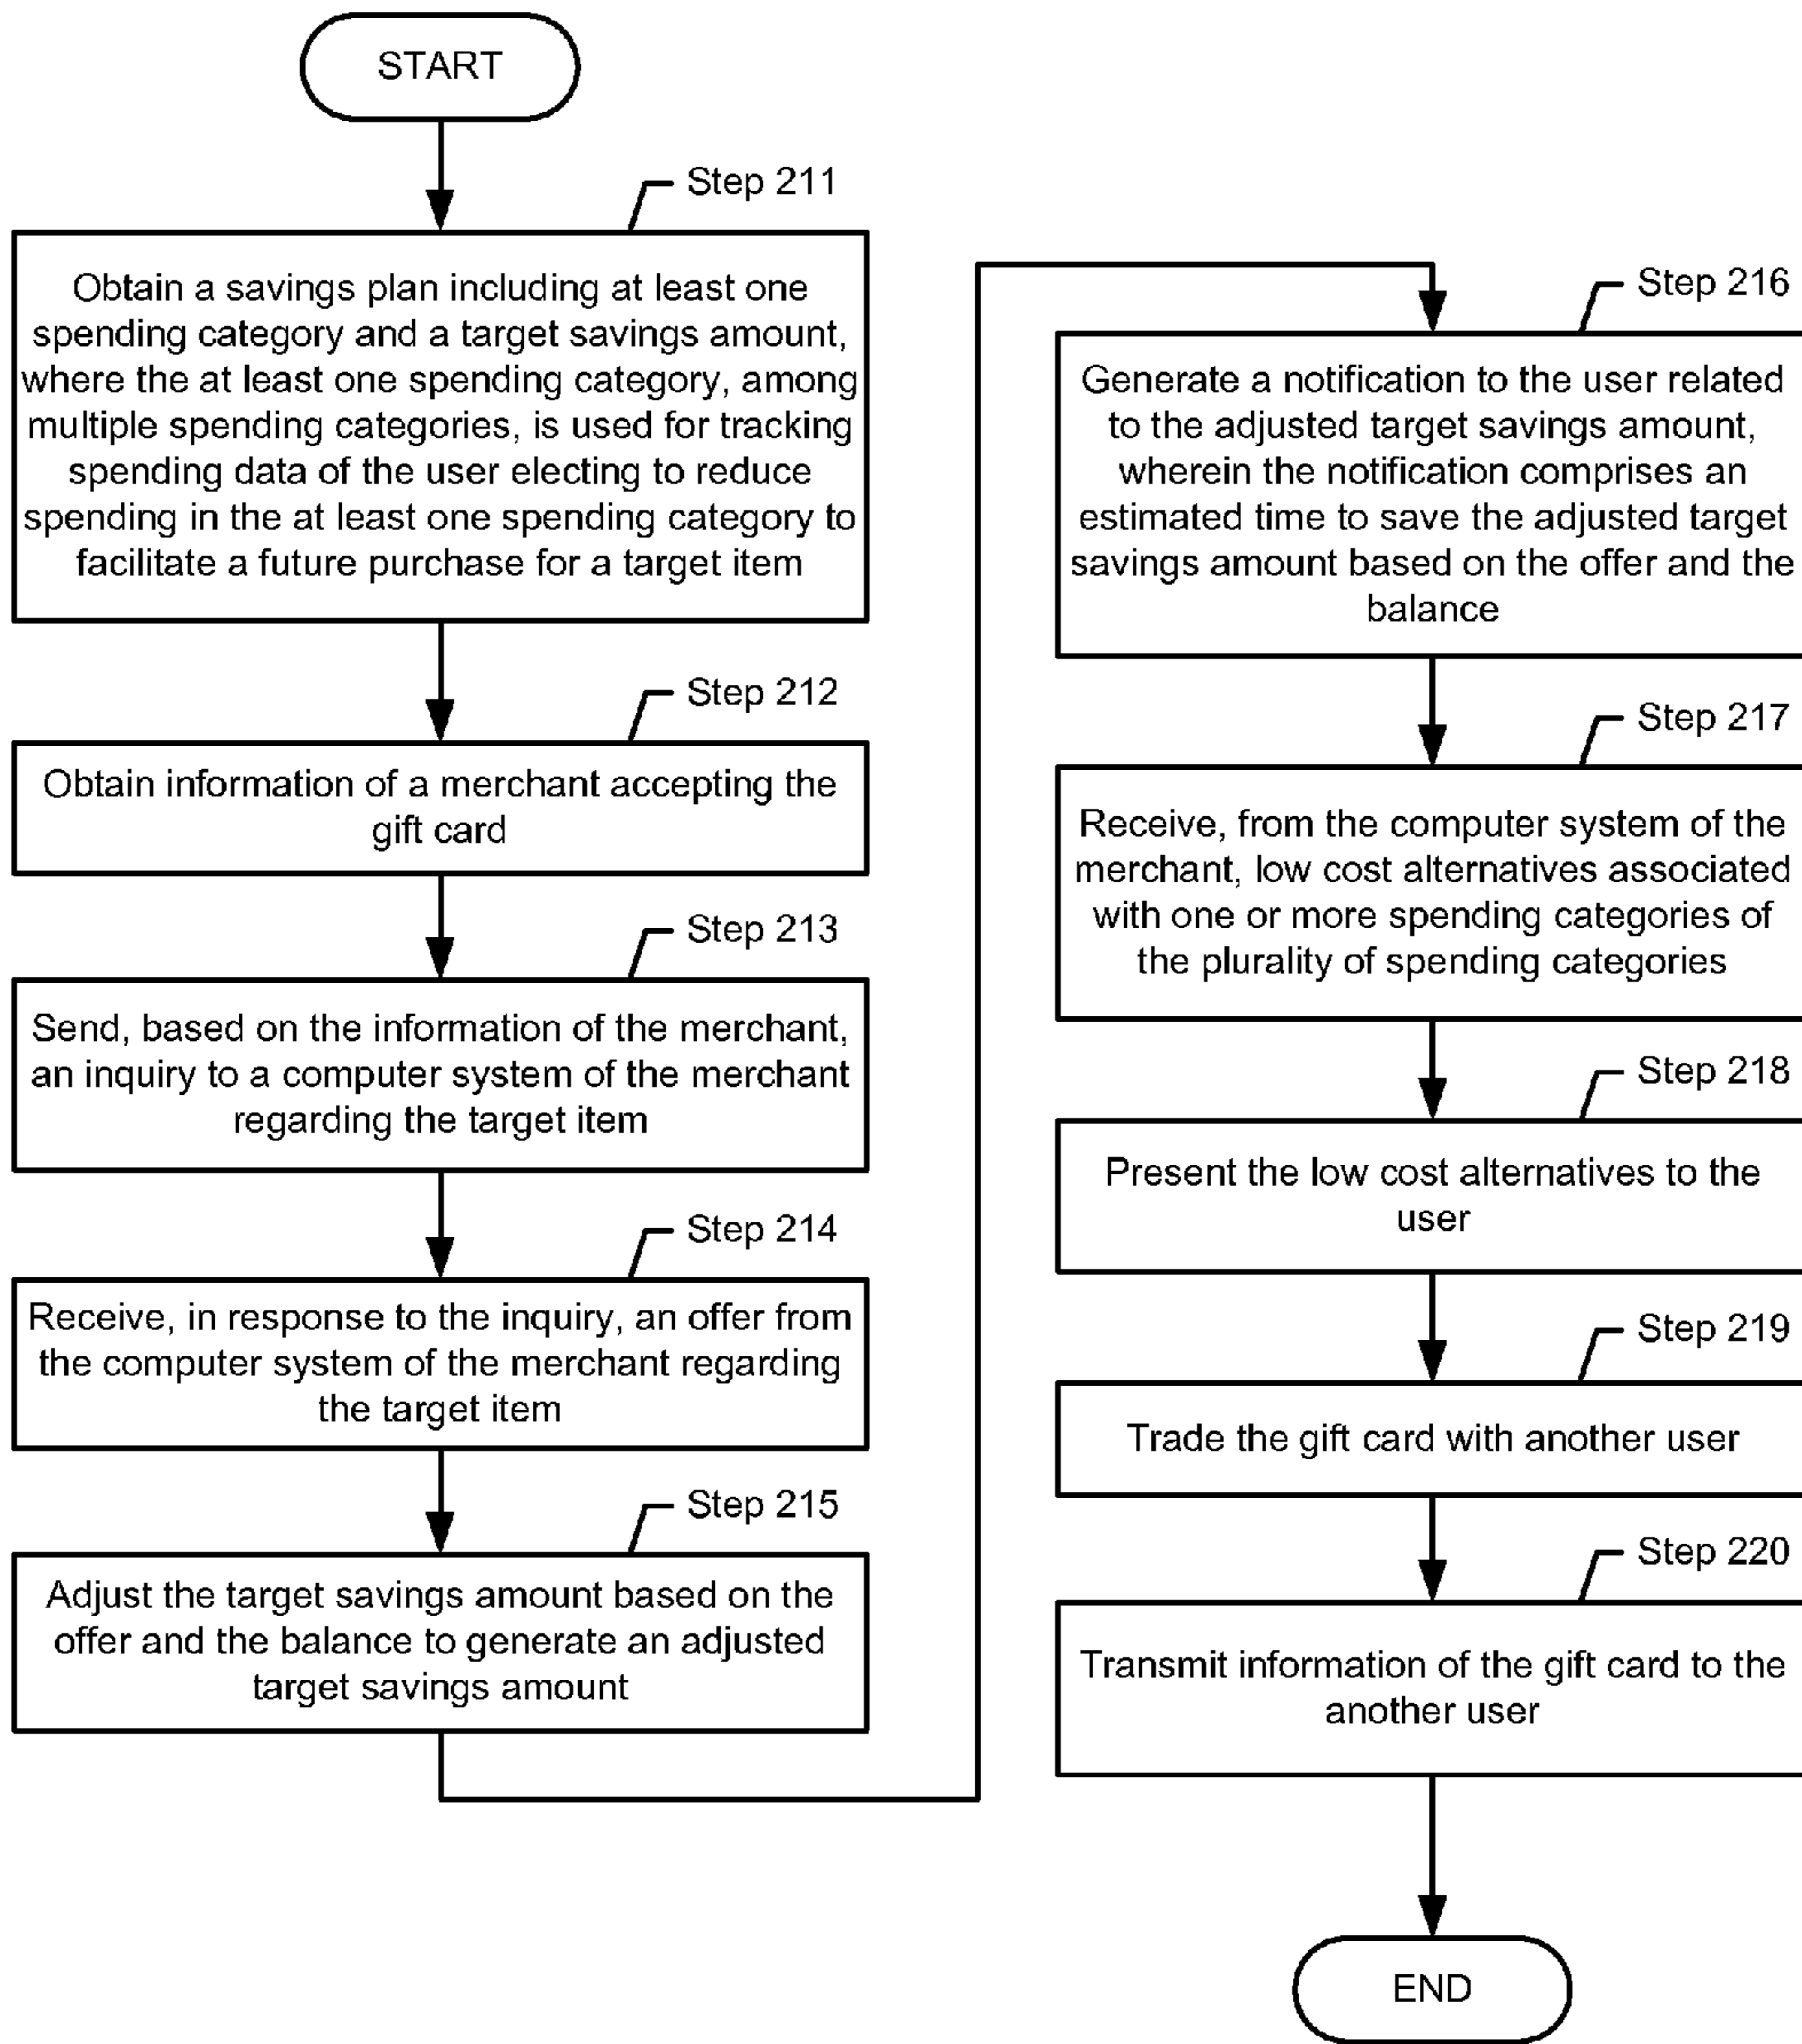 START
Step 211
Obtain a savings plan including at least one
spending category and a target savings amount,
where the at least one spending category, among
multiple spending categories, is used for tracking
spending data of the user electing to reduce
spending in the at least one spending category to
facilitate a future purchase for a target item
Step 212
Obtain information of a merchant accepting the
gift card
Step 213
Send, based on the information of the merchant,
an inquiry to a computer system of the merchant
regarding the target item
Step 214
Receive, in response to the inquiry, an offer from
the computer system of the merchant regarding
the target item
Step 215
Adjust the target savings amount based on the
offer and the balance to generate an adjusted
target savings amount
Step 216
Generate a notification to the user related
to the adjusted target savings amount,
wherein the notification comprises an
estimated time to save the adjusted target
savings amount based on the offer and the
balance
Step 217
Receive, from the computer system of the
merchant, low cost alternatives associated
with one or more spending categories of
the plurality of spending categories
Step 218
Present the low cost alternatives to the
user
Step 219
Trade the gift card with another user
Step 220
Transmit information of the gift card to the
another user
END